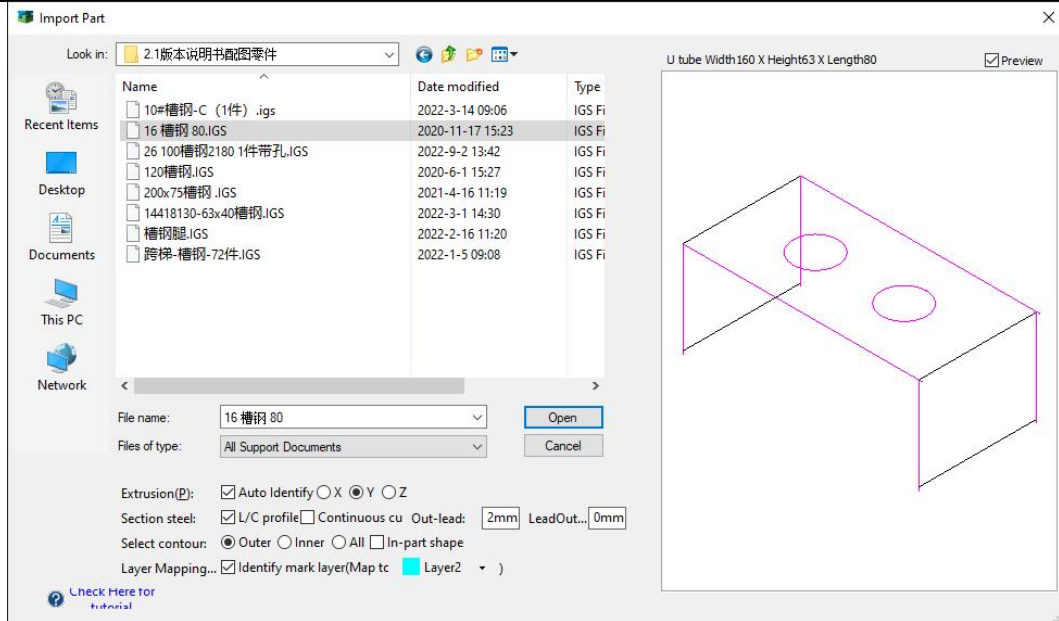 Import Part
Look in: 2.1版本说明书配图零件
U tube Width160 X Height63 X Length80 Preview
Name Date modified Type
10#槽钢-C（1件）.igs 2022-3-14 09:06 IGS Fi
16 槽钢 80.IGS 2020-11-17 15:23 IGS Fi
26 100槽钢2180 1件带孔.IGS 2022-9-2 13:42 IGS Fi
120槽钢.IGS 2020-6-1 15:27 IGS Fi
200x75槽钢 .IGS 2021-4-16 11:19 IGS Fi
14418130-63x40槽钢.IGS 2022-3-1 14:30 IGS Fi
槽钢腿.IGS 2022-2-16 11:20 IGS Fi
跨梯-槽钢-72件.IGS 2022-1-5 09:08 IGS Fi
Recent Items
Desktop
Documents
This PC
Network
File name: 16 槽钢 80 Open
Files of type: All Support Documents Cancel
Extrusion(P): Auto Identify X Y Z
Section steel: L/C profile Continuous cu Out-lead: 2mm LeadOut... 0mm
Select contour: Outer Inner All In-part shape
Layer Mapping... Identify mark layer(Map tc Layer2 )
Check Here for
tutorial